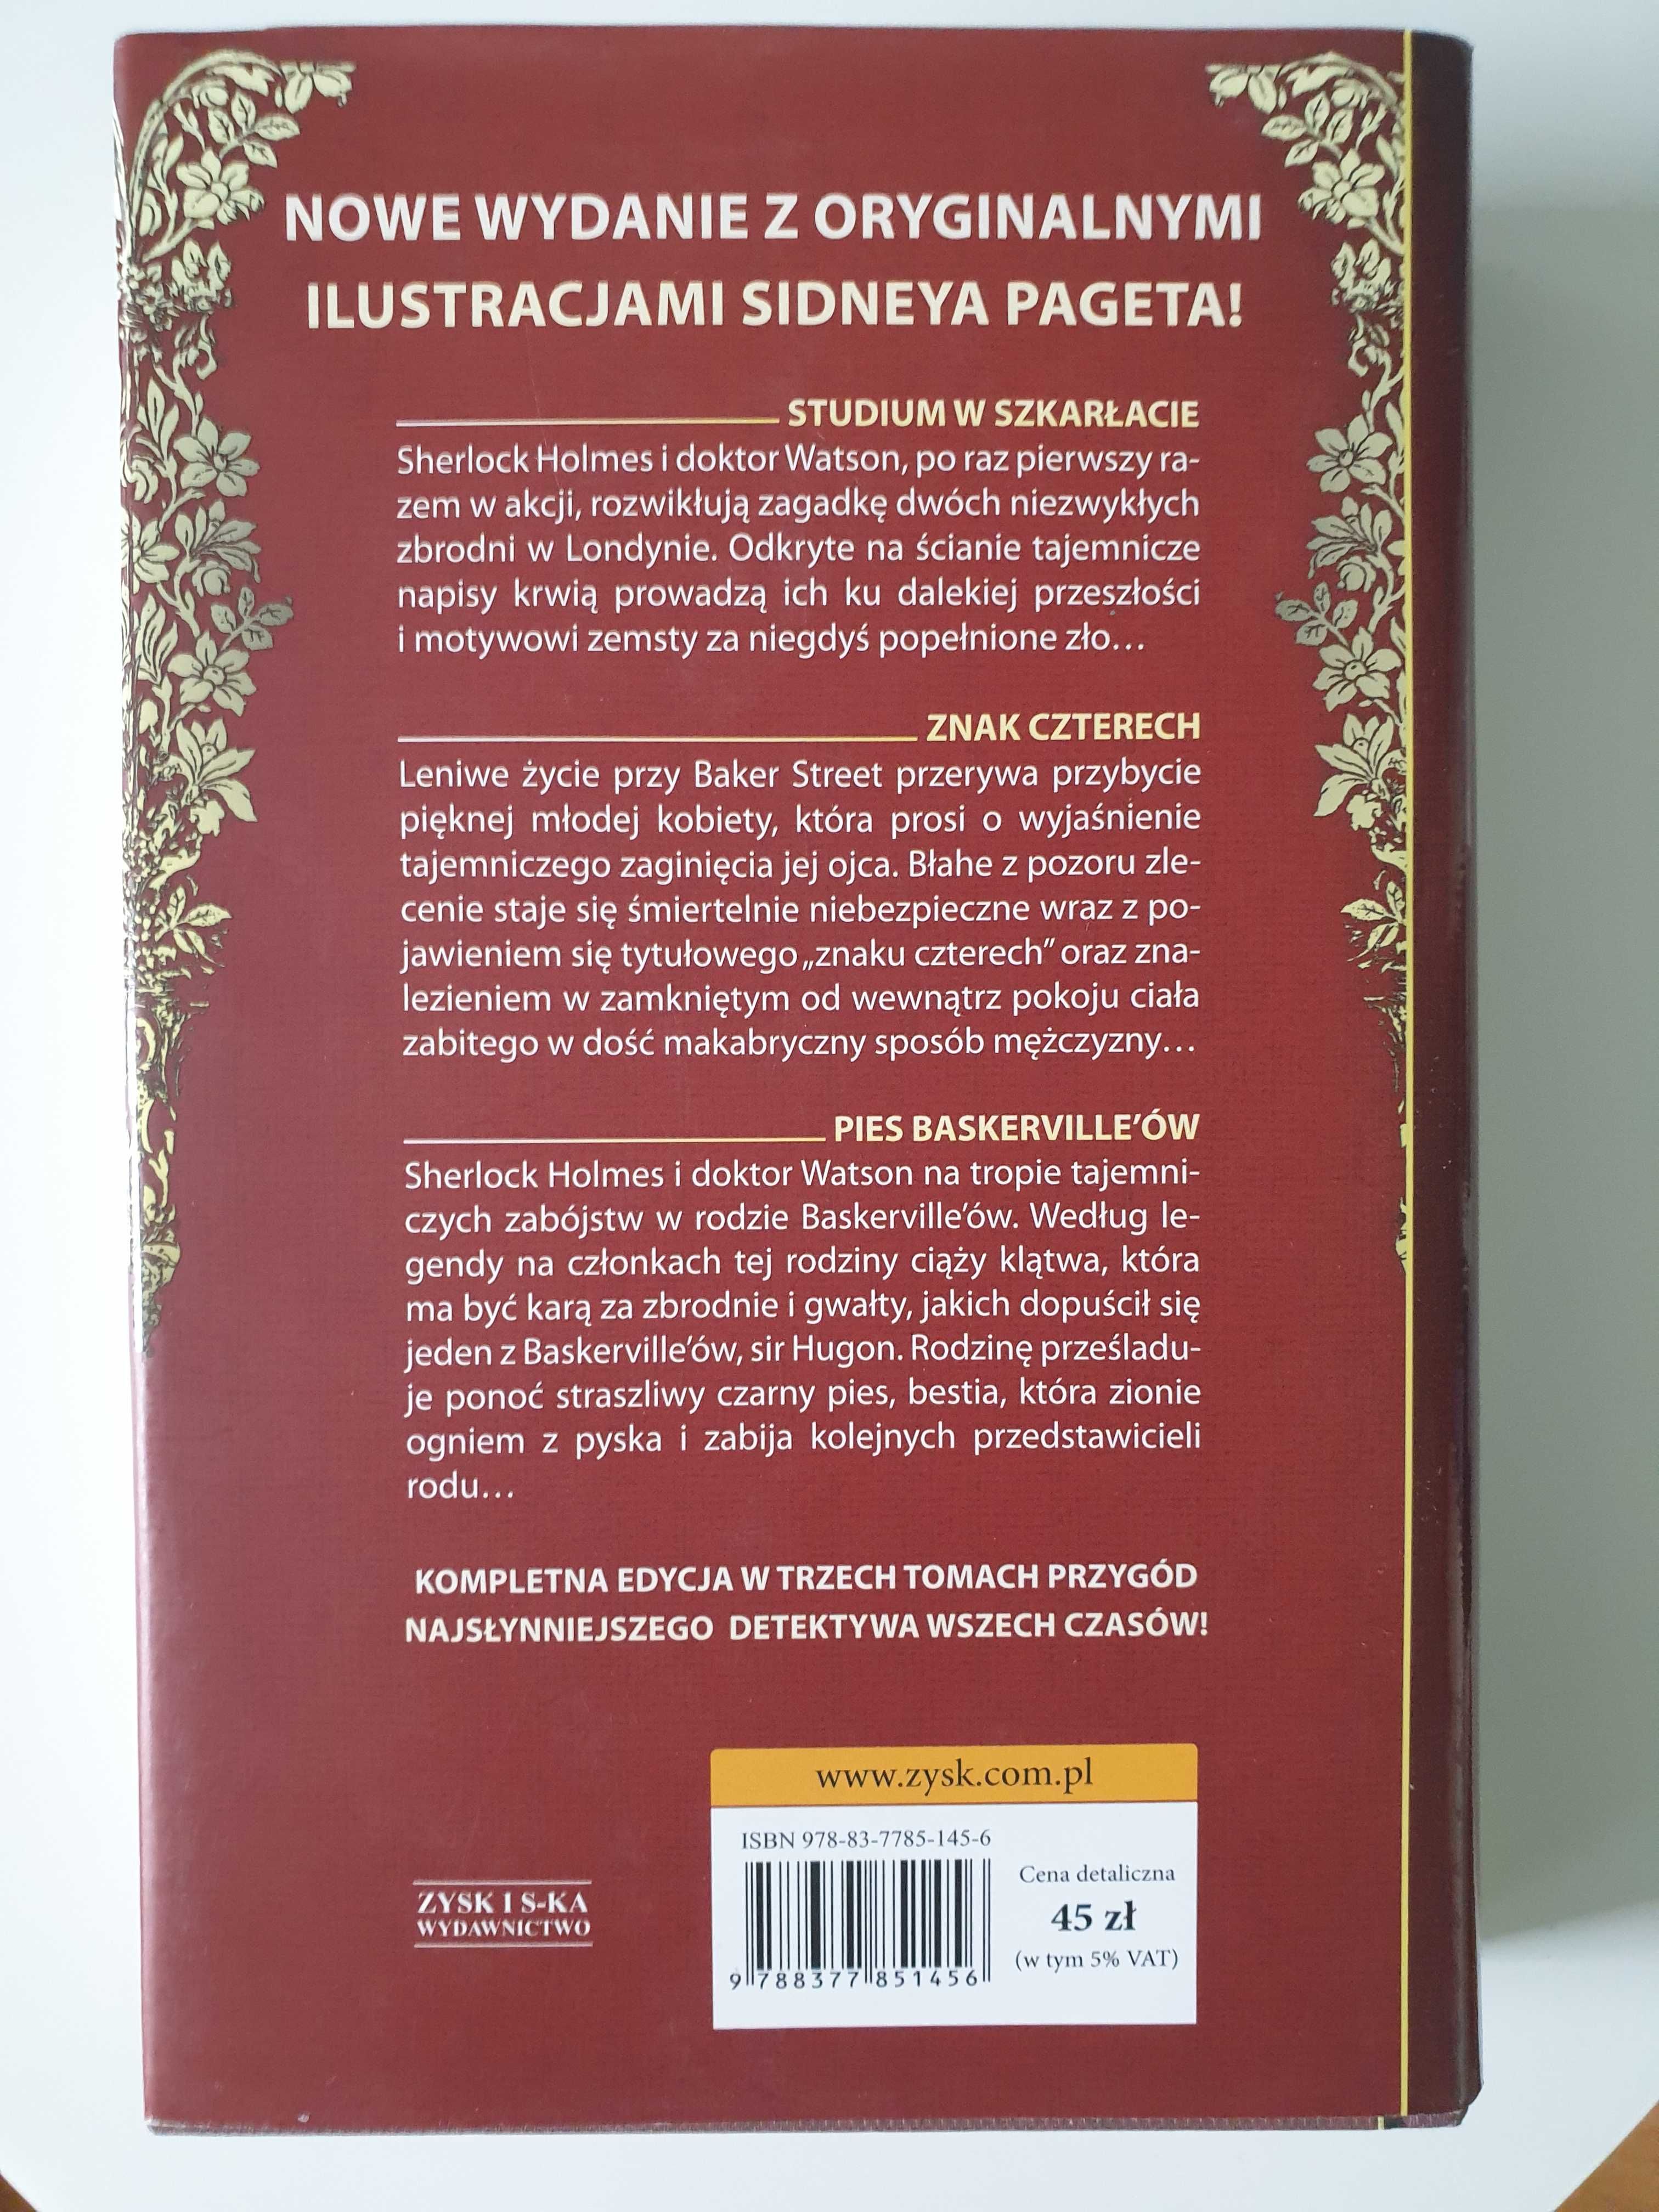 NOWE WYDANIE Z ORYGINALNYMI
ILUSTRACJAMI SIDNEYA PAGETA!
STUDIUM W SZKARŁACIE
Sherlock Holmes i doktor Watson, po raz pierwszy ra-
zem w akcji, rozwikłują zagadkę dwóch niezwykłych
zbrodni w Londynie. Odkryte na ścianie tajemnicze
napisy krwią prowadzą ich ku dalekiej przeszłości
i motywowi zemsty za niegdyś popełnione zło…
ZNAK CZTERECH
Leniwe życie przy Baker Street przerywa przybycie
pięknej młodej kobiety, która prosi o wyjaśnienie
tajemniczego zaginięcia jej ojca. Błahe z pozoru zle-
cenie staje się śmiertelnie niebezpieczne wraz z po-
jawieniem się tytułowego „znaku czterech” oraz zna-
lezieniem w zamkniętym od wewnątrz pokoju ciała
zabitego w dość makabryczny sposób mężczyzny…
PIES BASKERVILLE’ÓW
Sherlock Holmes i doktor Watson na tropie tajemni-
czych zabójstw w rodzie Baskerville’ów. Według le-
gendy na członkach tej rodziny ciąży klątwa, która
ma być karą za zbrodnie i gwałty, jakich dopuścił się
jeden z Baskerville’ów, sir Hugon. Rodzinę prześladu-
je ponoć straszliwy czarny pies, bestia, która zionie
ogniem z pyska i zabija kolejnych przedstawicieli
rodu…
KOMPLETNA EDYCJA W TRZECH TOMACH PRZYGÓD
NAJSŁYNNIEJSZEGO DETEKTYWA WSZECH CZASÓW!
www.zysk.com.pl
ISBN 978-83-7785-145-6
Cena detaliczna
45 zł
(w tym 5% VAT)
9 788377 851456
ZYSK I S-KA
WYDAWNICTWO